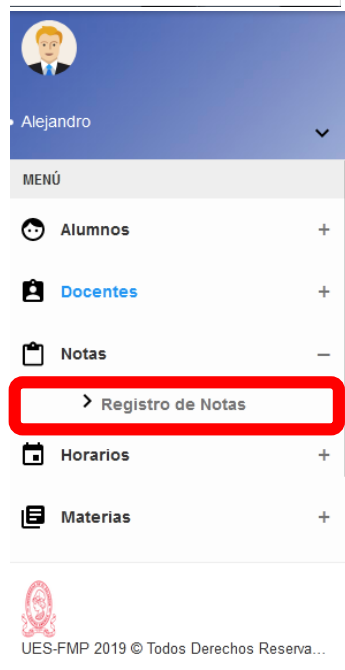 Alejandro
MENÚ
Alumnos
Docentes
Notas
Registro de Notas
Horarios
Materias
UES-FMP 2019 © Todos Derechos Reserva...